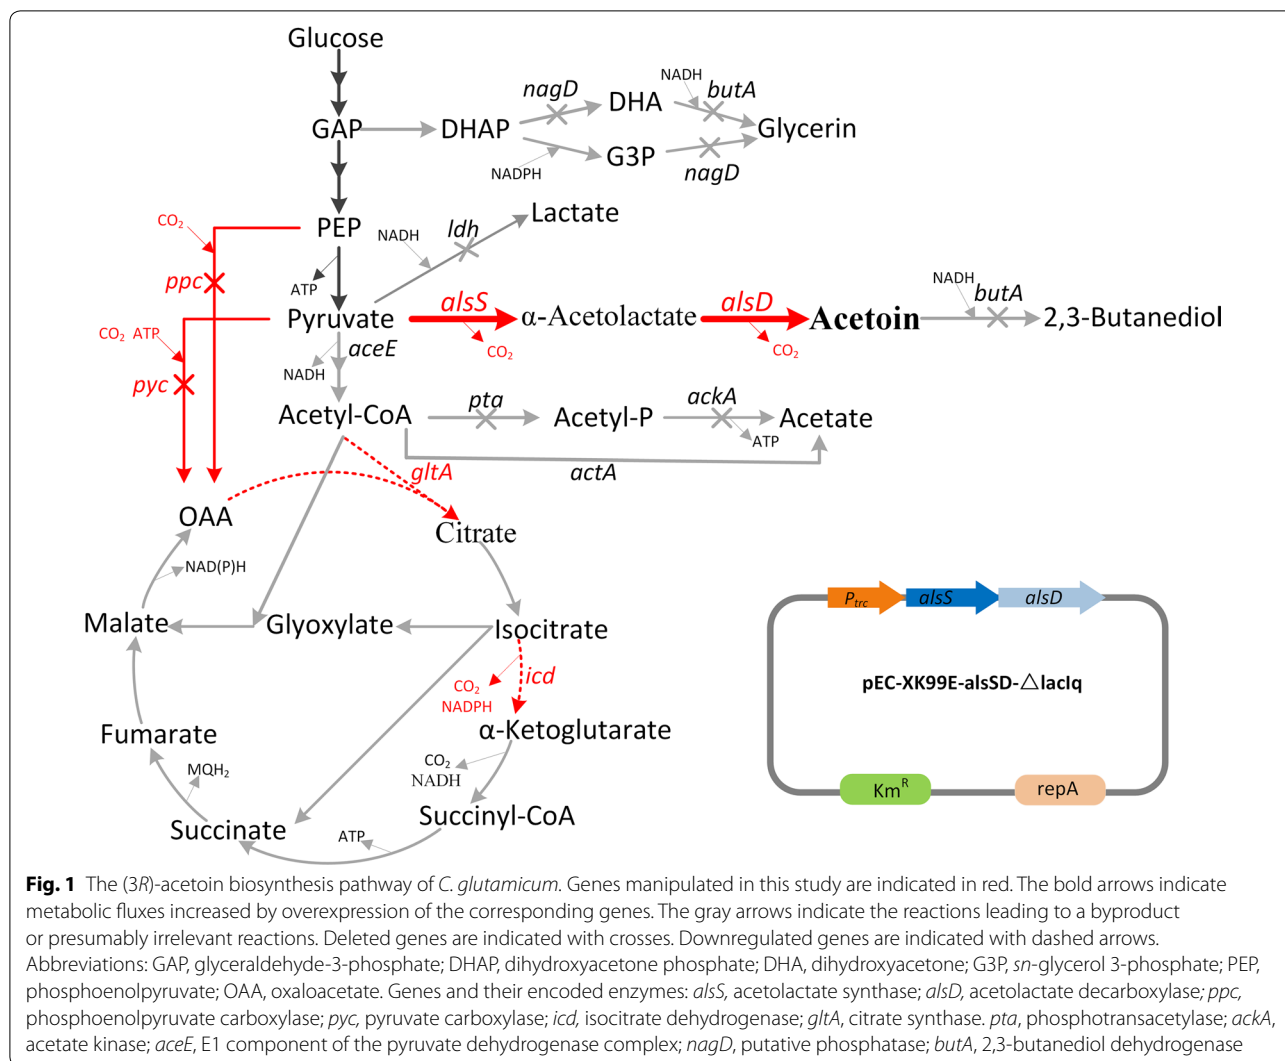 Glucose
nagD
DHA
NADH
butA
GAP
DHAP
Glycerin
NADPH
G3P
nagD
CO2
PEP
NADH
ldh
Lactate
ppc
ATP
CO2 ATP
Pyruvate
alsS
α-Acetolactate
alsD
Acetoin
NADH
butA
2,3-Butanediol
CO2
CO2
aceE
NADH
pyc
Acetyl-CoA
pta
Acetyl-P
ackA
ATP
Acetate
actA
gltA
OAA
Citrate
NAD(P)H
Malate
Glyoxylate
Isocitrate
CO2
NADPH
icd
Fumarate
α-Ketoglutarate
MQH2
CO2
NADH
Succinate
ATP
Succinyl-CoA
Ptrc
alsS
alsD
pEC-XK99E-alsSD-△lacIq
KmR
repA
Fig. 1 The (3R)-acetoin biosynthesis pathway of C. glutamicum. Genes manipulated in this study are indicated in red. The bold arrows indicate
metabolic fluxes increased by overexpression of the corresponding genes. The gray arrows indicate the reactions leading to a byproduct
or presumably irrelevant reactions. Deleted genes are indicated with crosses. Downregulated genes are indicated with dashed arrows.
Abbreviations: GAP, glyceraldehyde-3-phosphate; DHAP, dihydroxyacetone phosphate; DHA, dihydroxyacetone; G3P, sn-glycerol 3-phosphate; PEP,
phosphoenolpyruvate; OAA, oxaloacetate. Genes and their encoded enzymes: alsS, acetolactate synthase; alsD, acetolactate decarboxylase; ppc,
phosphoenolpyruvate carboxylase; pyc, pyruvate carboxylase; icd, isocitrate dehydrogenase; gltA, citrate synthase. pta, phosphotransacetylase; ackA,
acetate kinase; aceE, E1 component of the pyruvate dehydrogenase complex; nagD, putative phosphatase; butA, 2,3-butanediol dehydrogenase